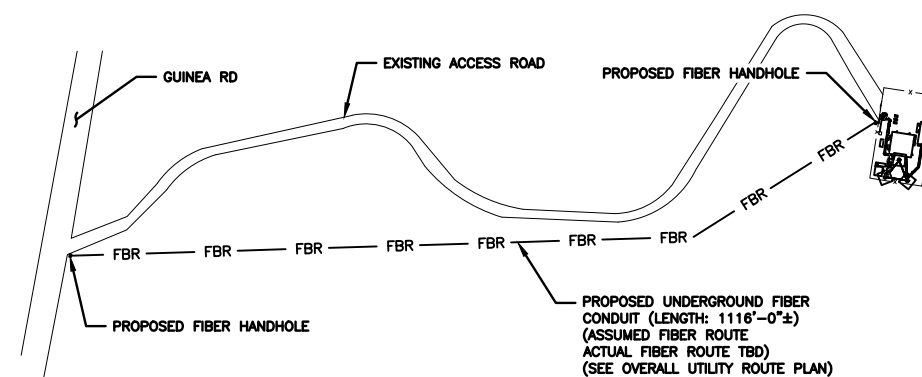 GUINEA RD
EXISTING ACCESS ROAD
PROPOSED FIBER HANDHOLE
x
x
FBR
FBR
FBR
FBR
FBR
FBR
FBR
FBR
FBR
PROPOSED FIBER HANDHOLE
PROPOSED UNDERGROUND FIBER
CONDUIT (LENGTH: 1116'-0"±)
(ASSUMED FIBER ROUTE
ACTUAL FIBER ROUTE TBD)
(SEE OVERALL UTILITY ROUTE PLAN)